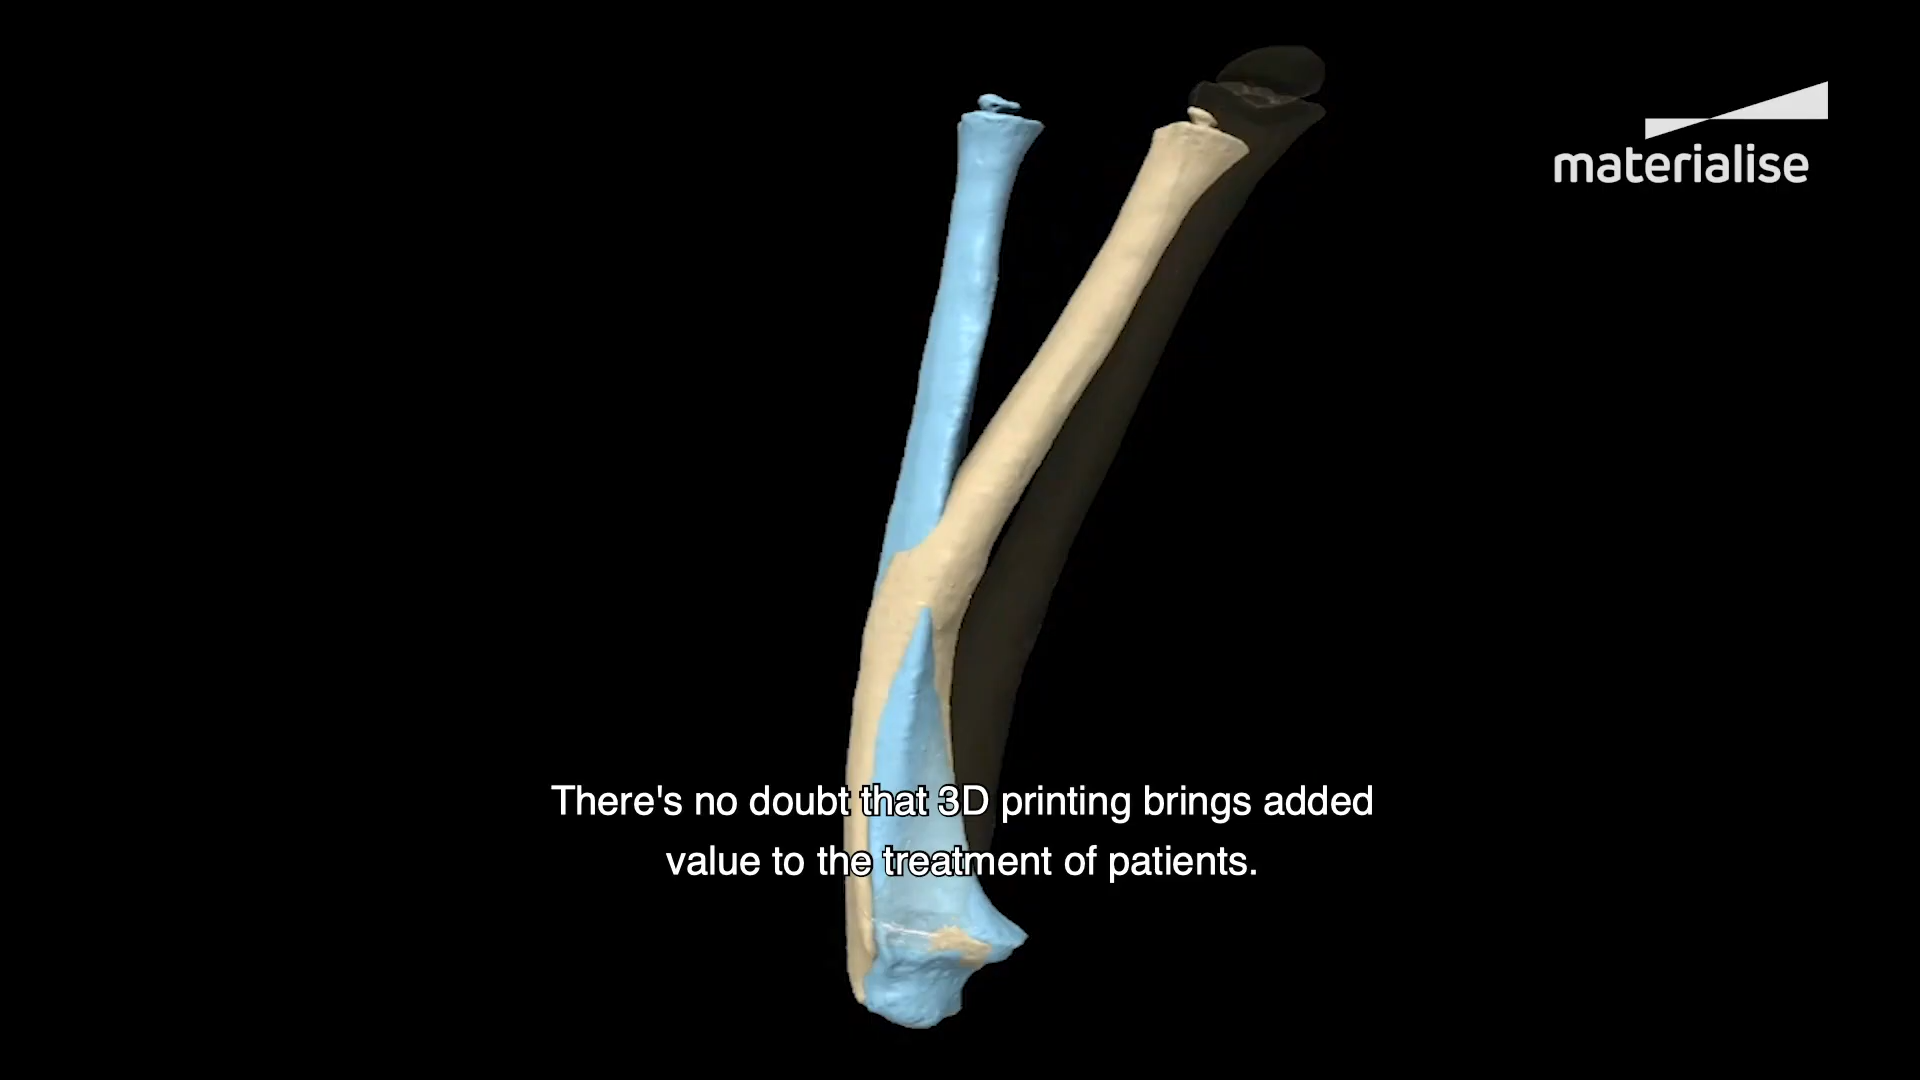 materialise
There's no doubt that 3D printing brings added
value to the treatment of patients.